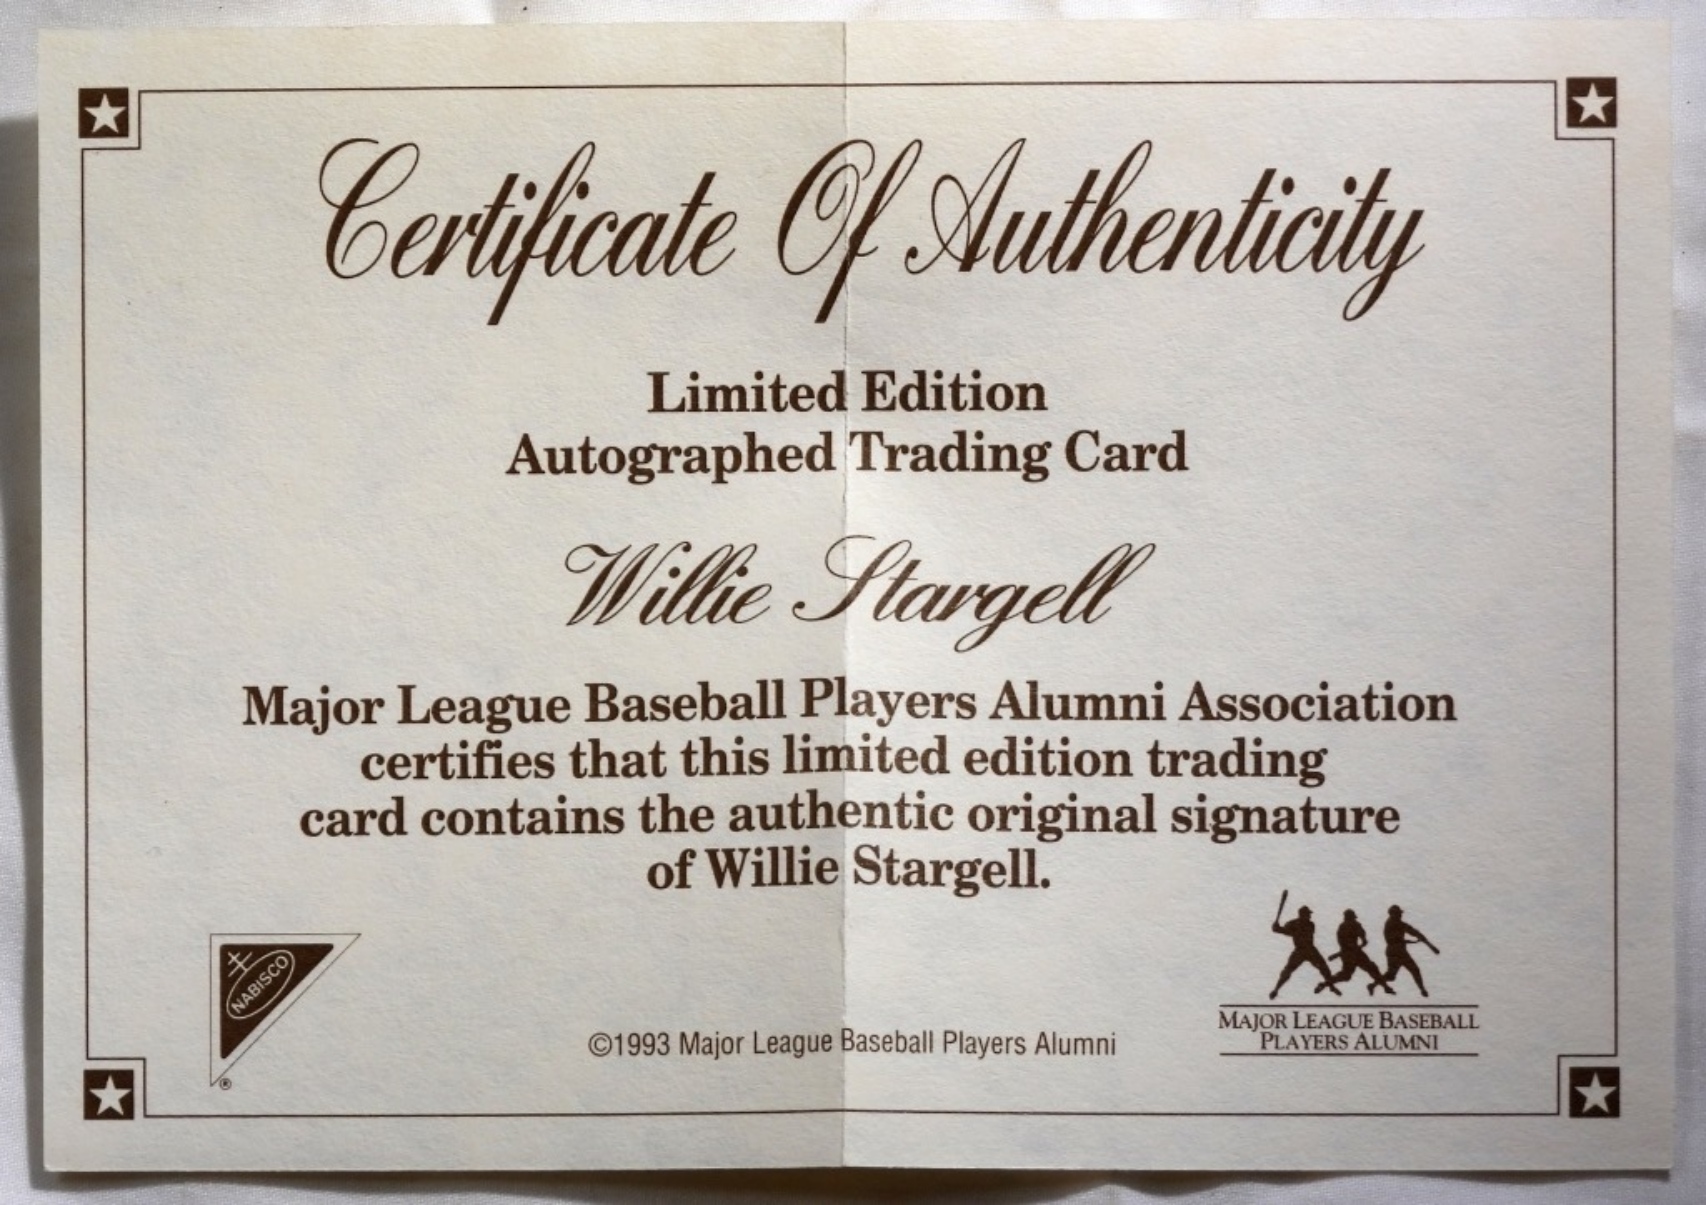 Certificate Of Authenticity
Limited Edition
Autographed Trading Card
Willie Stargell
Major League Baseball Players Alumni Association
certifies that this limited edition trading
card contains the authentic original signature
of Willie Stargell.
NABISCO
®
©1993 Major League Baseball Players Alumni
MAJOR LEAGUE BASEBALL
PLAYERS ALUMNI